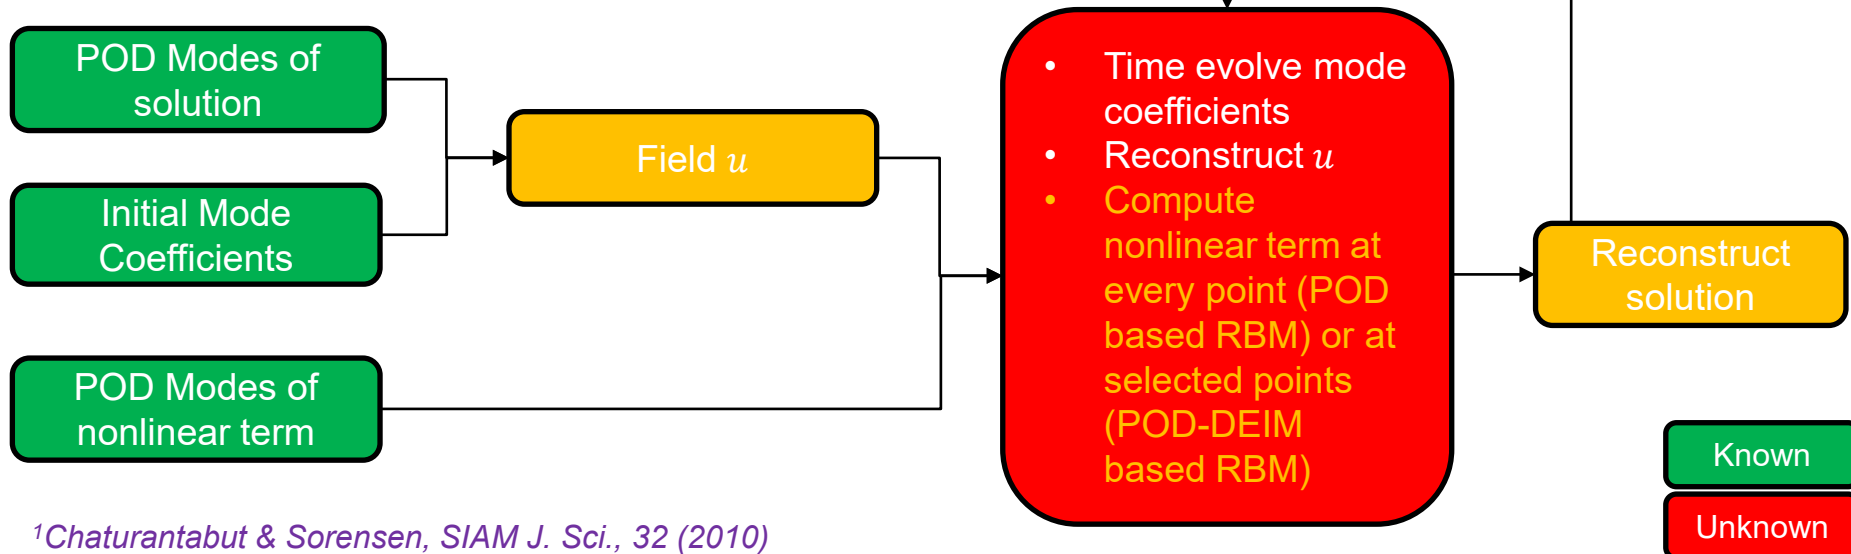 POD Modes of
solution
Initial Mode
Coefficients
POD Modes of
nonlinear term
Field u
• Time evolve mode
coefficients
• Reconstruct u
• Compute
nonlinear term at
every point (POD
based RBM) or at
selected points
(POD-DEIM
based RBM)
Reconstruct
solution
Known
Unknown
¹Chaturantabut & Sorensen, SIAM J. Sci., 32 (2010)